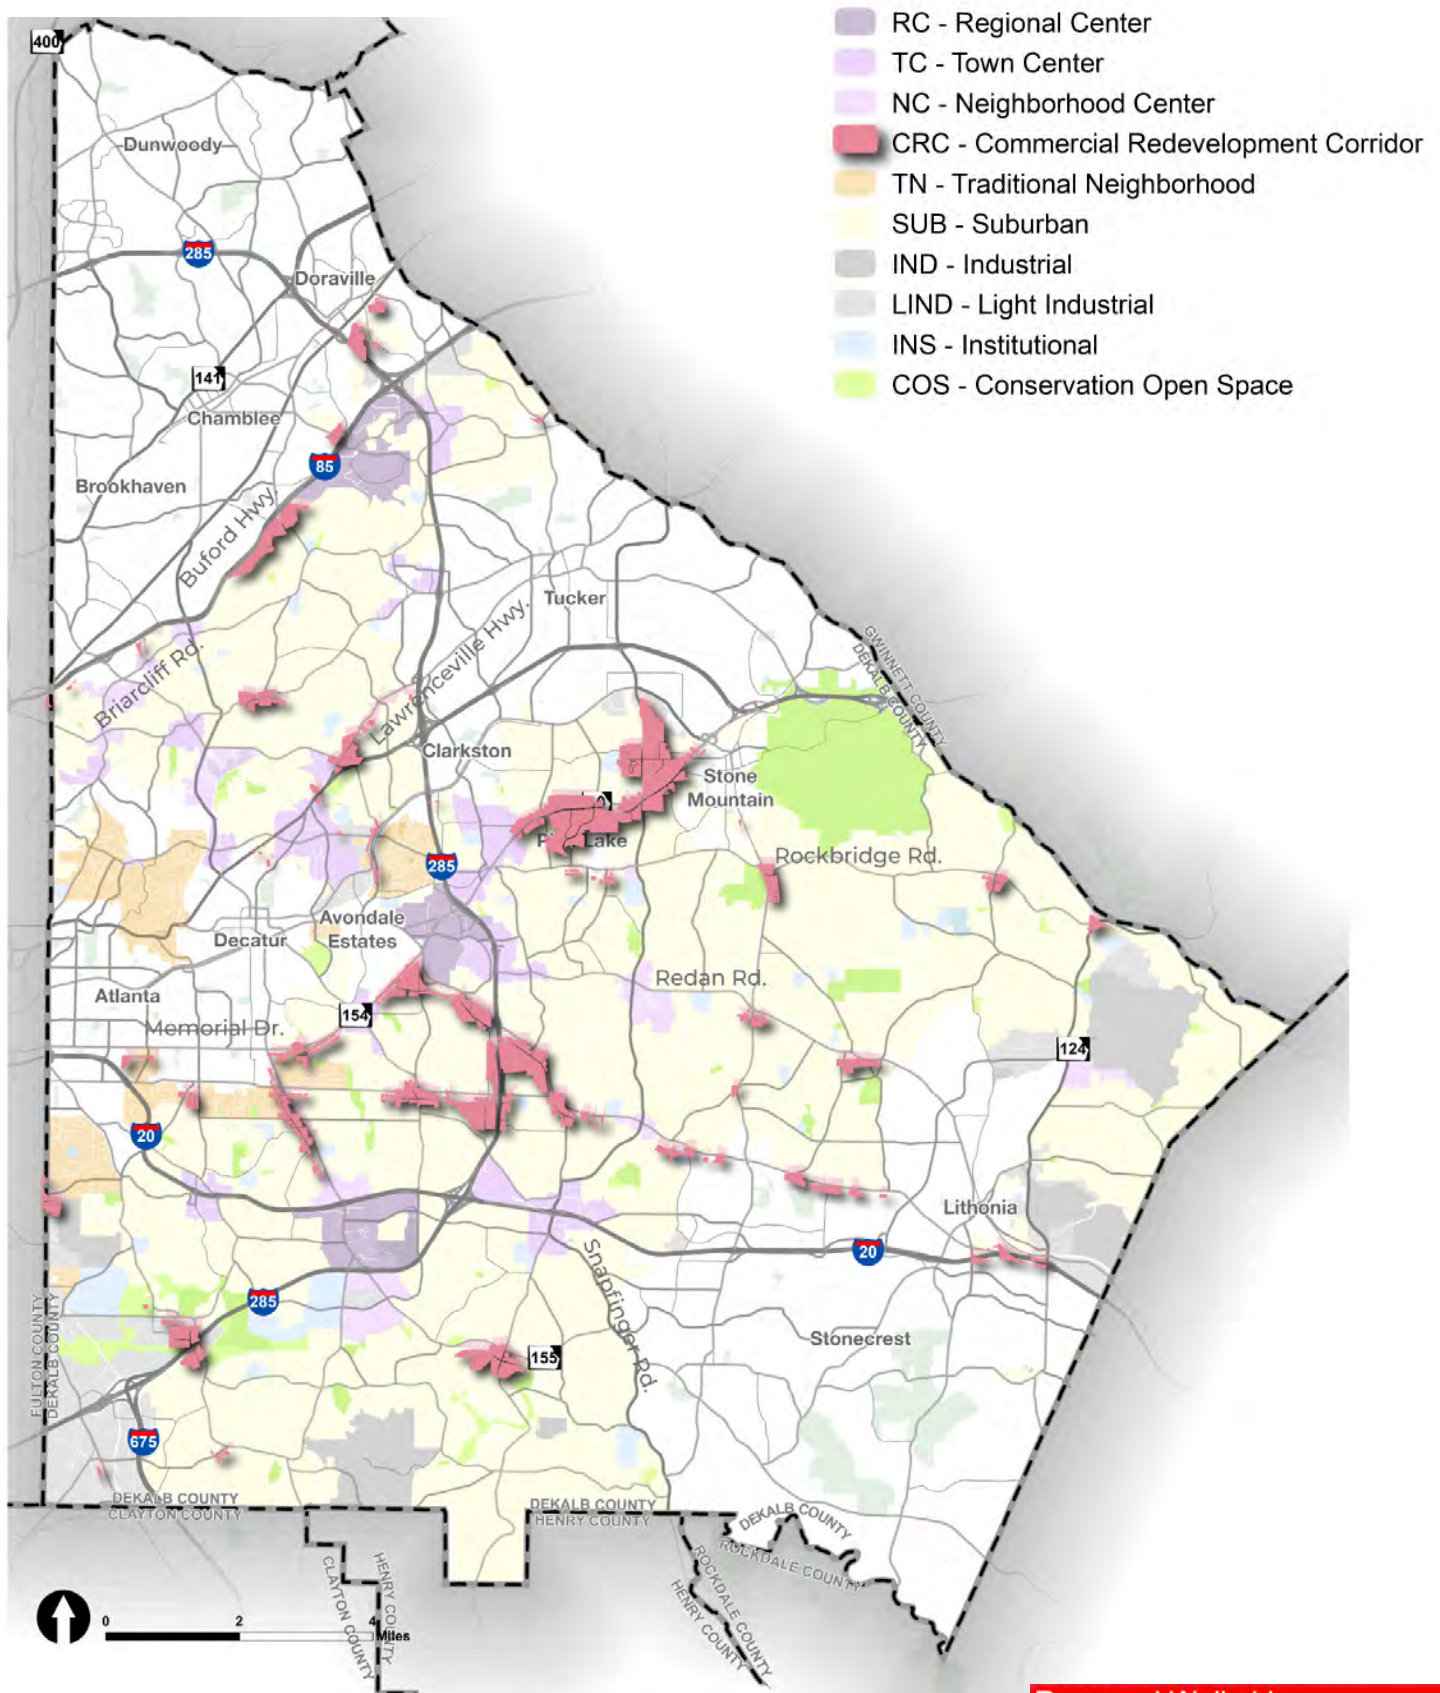 RC - Regional Center
TC - Town Center
NC - Neighborhood Center
CRC - Commercial Redevelopment Corridor
TN - Traditional Neighborhood
SUB - Suburban
IND - Industrial
LIND - Light Industrial
INS - Institutional
COS - Conservation Open Space
400
Dunwoody
285
Doraville
141
Chamblee
85
Brookhaven
Buford Hwy.
Tucker
Lawrenceville Hwy.
Briarcliff Rd.
GWINNETT COUNTY
DEKALB COUNTY
Clarkston
Stone
Mountain
Lake
Rockbridge Rd.
285
Avondale
Estates
Decatur
Redan Rd.
Atlanta
154
Memorial Dr.
124
20
Lithonia
20
Snapfinger Rd.
285
Stonecrest
155
FULTON COUNTY
DEKALB COUNTY
675
DEKALB COUNTY
CLAYTON COUNTY
DEKALB COUNTY
HENRY COUNTY
DEKALB COUNTY
ROCKDALE COUNTY
HENRY COUNTY
CLAYTON COUNTY
ROCKDALE COUNTY
HENRY COUNTY
0 2 4
Miles